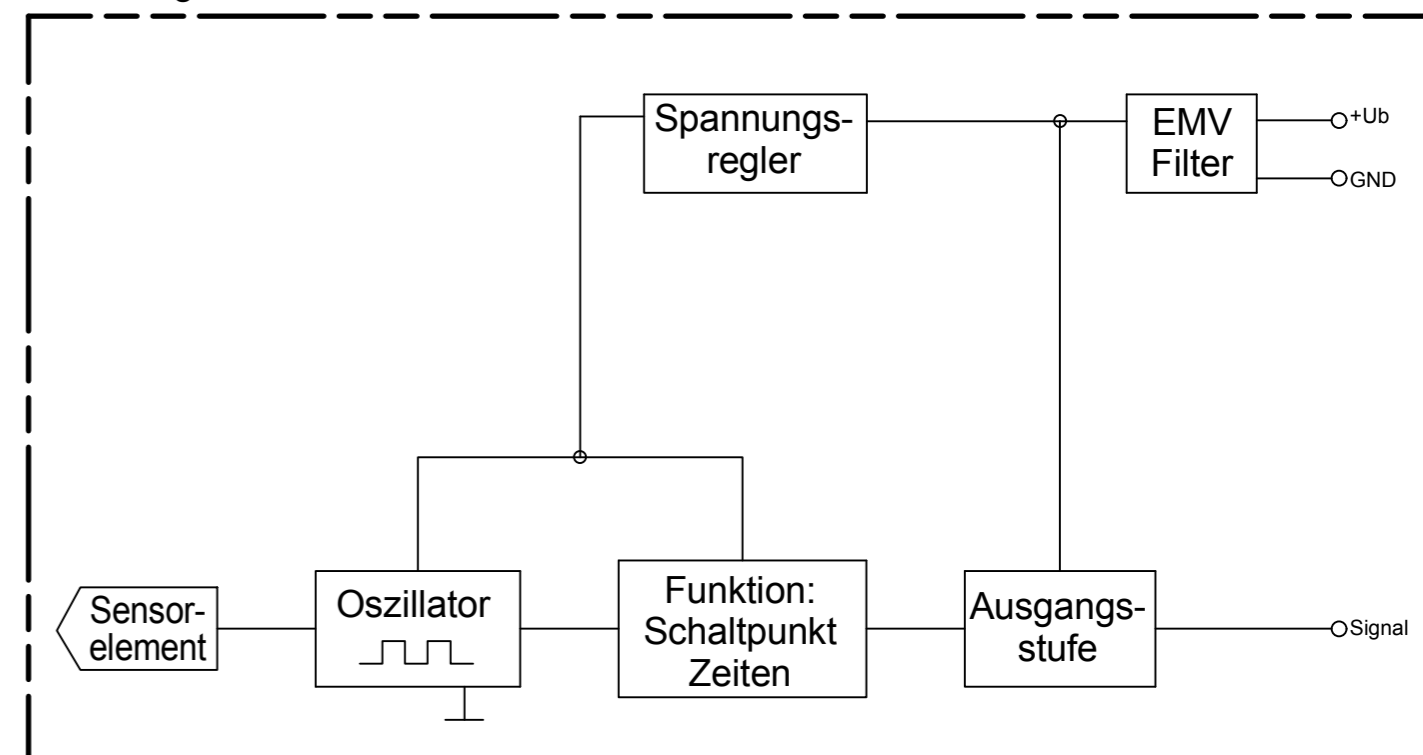 Spannungs-
regler
EMV
Filter
+Ub
GND
Sensor-
element
Oszillator
Funktion:
Schaltpunkt
Zeiten
Ausgangs-
stufe
Signal